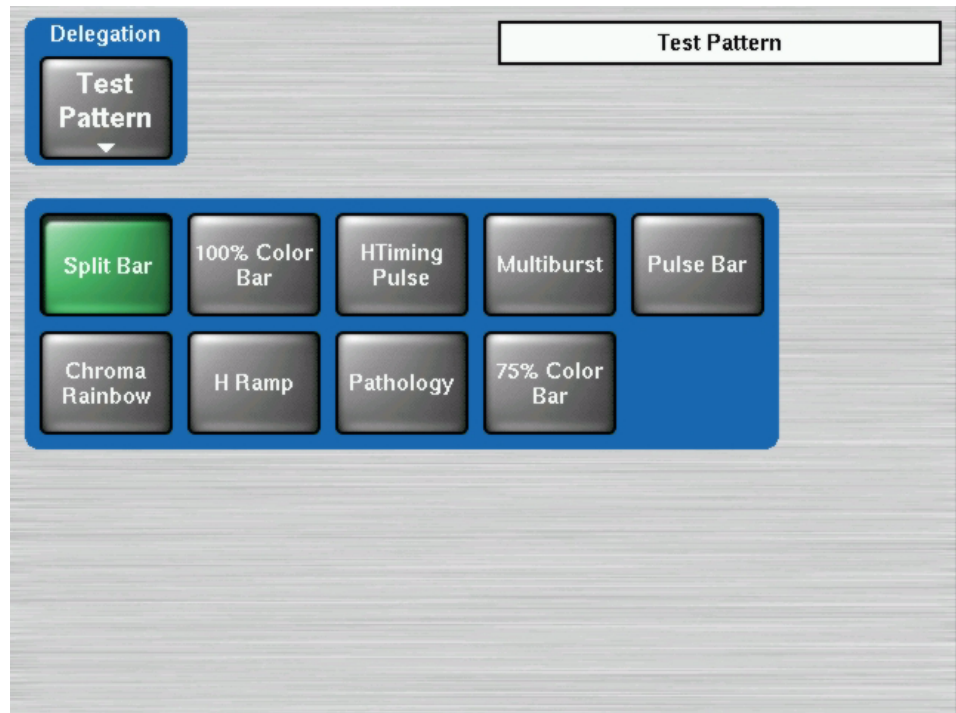 Delegation
Test Pattern
Test
Pattern
Split Bar
100% Color
Bar
HTiming
Pulse
Multiburst
Pulse Bar
Chroma
Rainbow
H Ramp
Pathology
75% Color
Bar